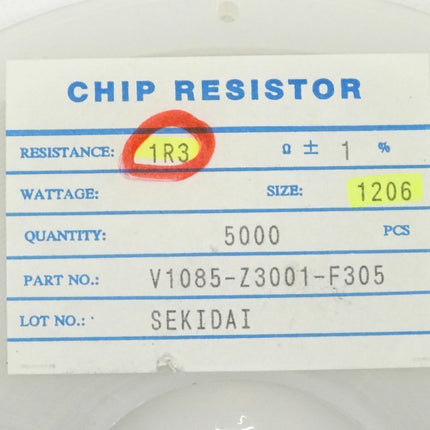 CHIP RESISTOR
RESISTANCE: 1R3 Ω ± 1 %
WATTAGE: SIZE: 1206
QUANTITY: 5000 PCS
PART NO.: V1085-Z3001-F305
LOT NO.: SEKIDAI